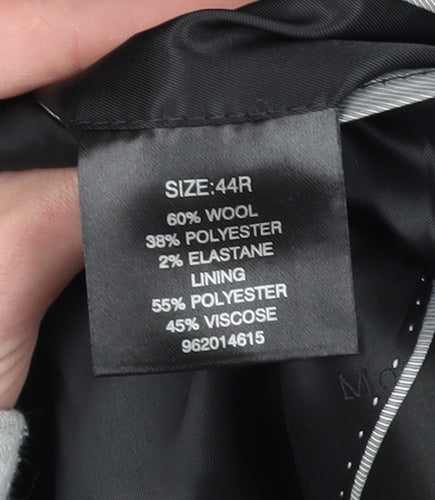 SIZE:44R
60% WOOL
38% POLYESTER
2% ELASTANE
LINING
55% POLYESTER
45% VISCOSE
962014615